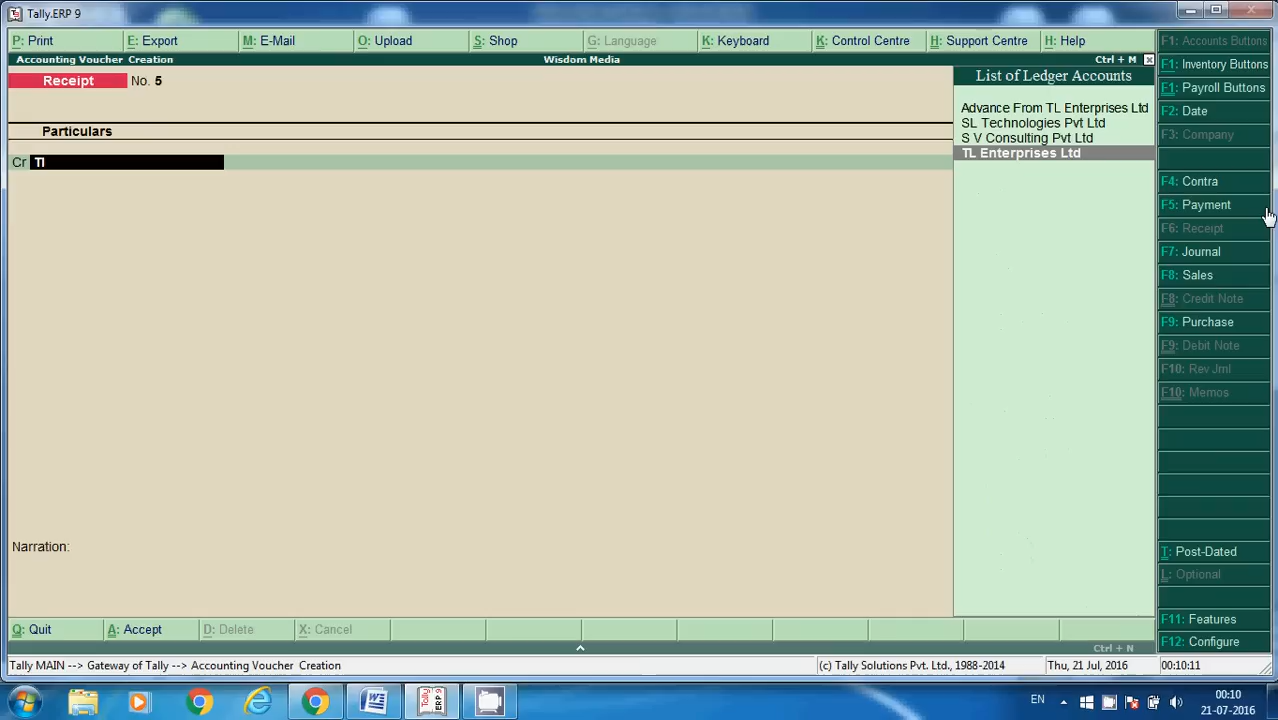 Tally.ERP 9
P: Print E: Export M: E-Mail O: Upload S: Shop G: Language K: Keyboard K: Control Centre H: Support Centre H: Help
Accounting Voucher Creation Wisdom Media Ctrl + M
Receipt No. 5
Particulars
Cr Tl
List of Ledger Accounts
Advance From TL Enterprises Ltd
SL Technologies Pvt Ltd
S V Consulting Pvt Ltd
TL Enterprises Ltd
F1: Accounts Buttons
F1: Inventory Buttons
F1: Payroll Buttons
F2: Date
F3: Company
F4: Contra
F5: Payment
F6: Receipt
F7: Journal
F8: Sales
F8: Credit Note
F9: Purchase
F9: Debit Note
F10: Rev Jrnl
F10: Memos
T: Post-Dated
L: Optional
F11: Features
F12: Configure
Narration:
Q: Quit A: Accept D: Delete X: Cancel
Ctrl + N
Tally MAIN --> Gateway of Tally --> Accounting Voucher Creation (c) Tally Solutions Pvt. Ltd., 1988-2014 Thu, 21 Jul, 2016 00:10:11
EN 00:10
21-07-2016